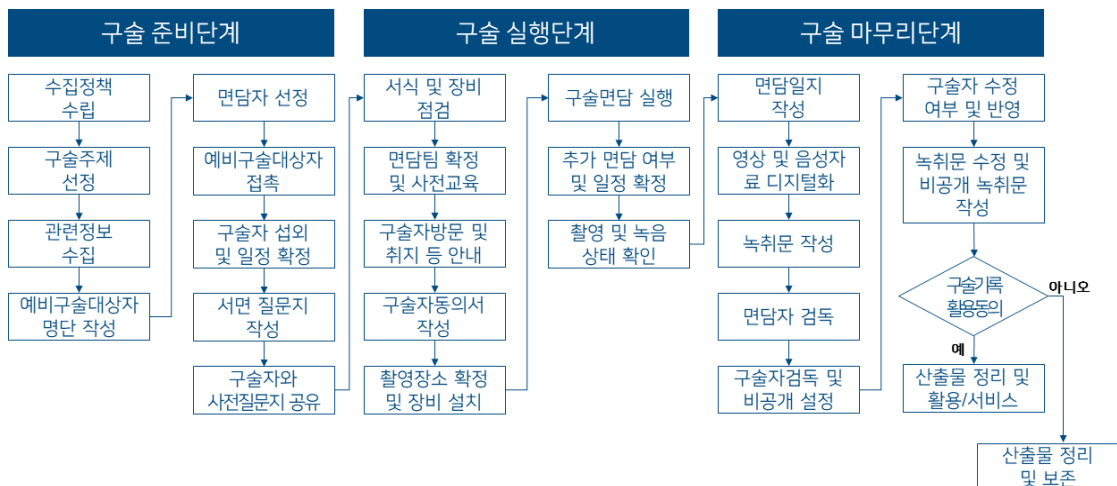 구술 준비단계
구술 실행단계
구술 마무리단계
수집정책
수립
구술주제
선정
관련정보
수집
예비구술대상자
명단 작성
면담자 선정
예비구술대상자
접촉
구술자 섭외
및 일정 확정
서면 질문지
작성
구술자와
사전질문지 공유
서식 및 장비
점검
면담팀 확정
및 사전교육
구술자방문 및
취지 등 안내
구술자동의서
작성
촬영장소 확정
및 장비 설치
구술면담 실행
추가 면담 여부
및 일정 확정
촬영 및 녹음
상태 확인
면담일지
작성
영상 및 음성자
료 디지털화
녹취문 작성
면담자 검독
구술자검독 및
비공개 설정
구술자 수정
여부 및 반영
녹취문 수정 및
비공개 녹취문
작성
구술기록
활용동의
아니오
예
산출물 정리 및
활용/서비스
산출물 정리
및 보존